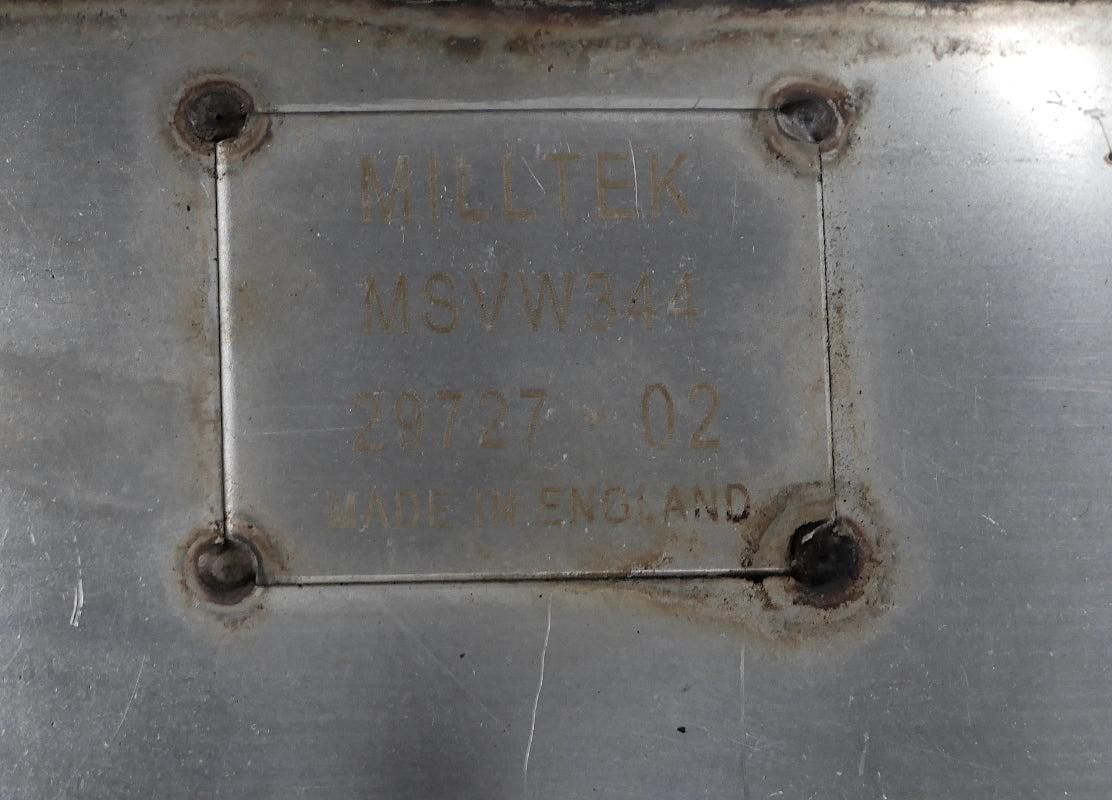 MILLTEK
MSVW344
29727 - 02
MADE IN ENGLAND